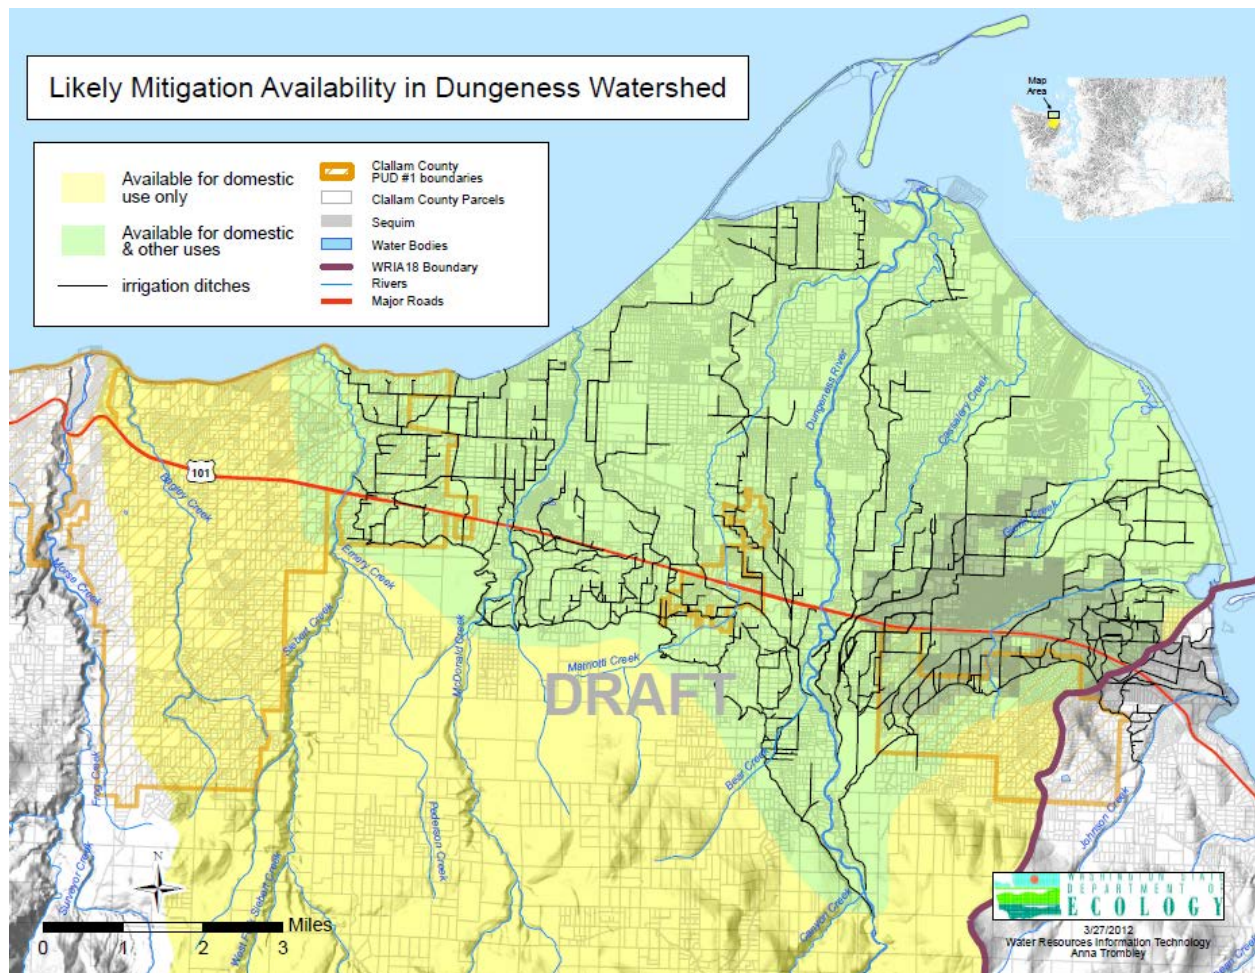 Likely Mitigation Availability in Dungeness Watershed
Map
Area
Available for domestic
use only
Available for domestic
& other uses
irrigation ditches
Clallam County
PUD #1 boundaries
Clallam County Parcels
Sequim
Water Bodies
WRIA18 Boundary
Rivers
Major Roads
101
Dungeness River
Cassalery Creek
Bagley Creek
Gierin Creek
Morse Creek
Emery Creek
Siebert Creek
McDonald Creek
Matriotti Creek
DRAFT
Bear Creek
Frog Creek
Pederson Creek
Johnson Creek
Surveyor Creek
West Fork Siebert Creek
Canyon Creek
N
0 1 2 3 Miles
WASHINGTON STATE
DEPARTMENT OF
ECOLOGY
3/27/2012
Water Resources Information Technology
Anna Trombley